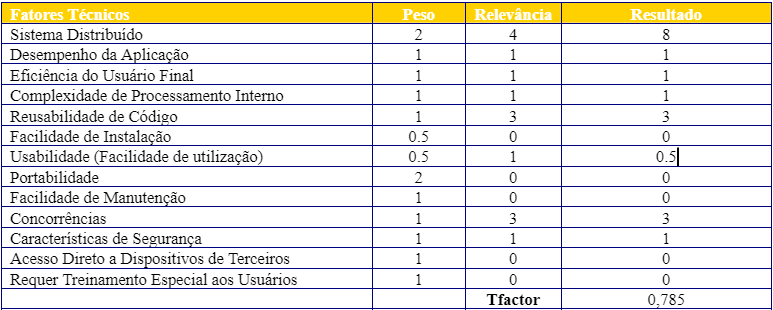 Fatores Técnicos Peso Relevância Resultado
Sistema Distribuído 2 4 8
Desempenho da Aplicação 1 1 1
Eficiência do Usuário Final 1 1 1
Complexidade de Processamento Interno 1 1 1
Reusabilidade de Código 1 3 3
Facilidade de Instalação 0.5 0 0
Usabilidade (Facilidade de utilização) 0.5 1 0.5
Portabilidade 2 0 0
Facilidade de Manutenção 1 0 0
Concorrências 1 3 3
Características de Segurança 1 1 1
Acesso Direto a Dispositivos de Terceiros 1 0 0
Requer Treinamento Especial aos Usuários 1 0 0
Tfactor 0,785